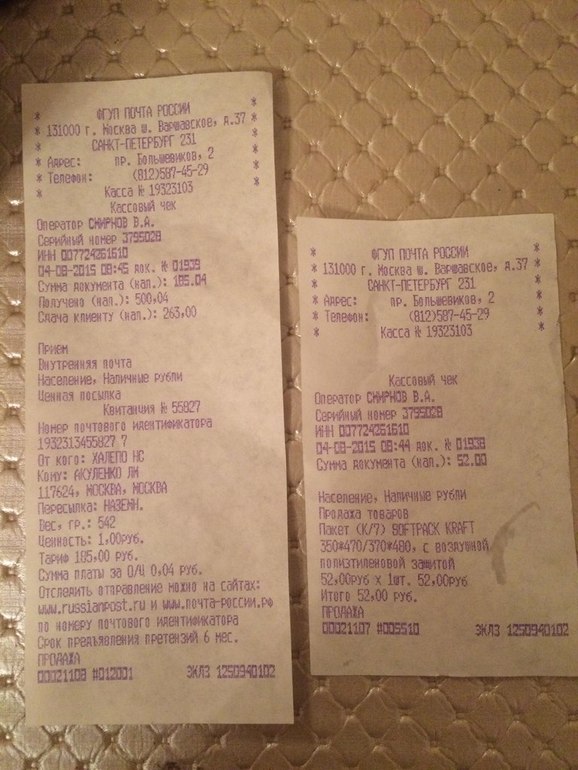 * ФГУП ПОЧТА РОССИИ *
* 131000 г. Москва ш. Варшавское, д.37 *
* САНКТ-ПЕТЕРБУРГ 231 *
* Адрес: пр. Большевиков, 2 *
* Телефон: (812)587-45-29 *
* Касса № 19323103 *
Кассовый чек
Оператор СМИРНОВ В.А.
Серийный номер 3795028
ИНН 007724261610
04-08-2015 08:45 док. № 01939
Сумма документа (нал.): 185.04
Получено (нал.): 500,04
Сдача клиенту (нал.): 263,00
Прием
Внутренняя почта
Население, Наличные рубли
Ценная посылка
Квитанция № 55827
Номер почтового идентификатора
1932313455827 7
От кого: ХАЛЕПО НС
Кому: АКУЛЕНКО ЛМ
117624, МОСКВА, МОСКВА
Пересылка: НАЗЕМН.
Вес, гр.: 542
Ценность: 1,00руб.
Тариф 185,00 руб.
Сумма платы за О/Ч 0,04 руб.
Отследить отправление можно на сайтах:
www.russianpost.ru и www.почта-россии.рф
по номеру почтового идентификатора
Срок предъявления претензий 6 мес.
ПРОДАЖА
00021108 #012001 ЭКЛЗ 1250940102
* ФГУП ПОЧТА РОССИИ *
* 131000 г. Москва ш. Варшавское, д.37 *
* САНКТ-ПЕТЕРБУРГ 231 *
* Адрес: пр. Большевиков, 2 *
* Телефон: (812)587-45-29 *
* Касса № 19323103 *
Кассовый чек
Оператор СМИРНОВ В.А.
Серийный номер 3795028
ИНН 007724261610
04-08-2015 08:44 док. № 01938
Сумма документа (нал.): 52.00
Население, Наличные рубли
Продажа товаров
Пакет (К/7) SOFTPACK KRAFT
350*470/370*480, с воздушной
полиэтиленовой защитой
52,00руб х 1шт. 52,00руб
Итого 52,00 руб.
ПРОДАЖА
00021107 #005510 ЭКЛЗ 1250940102